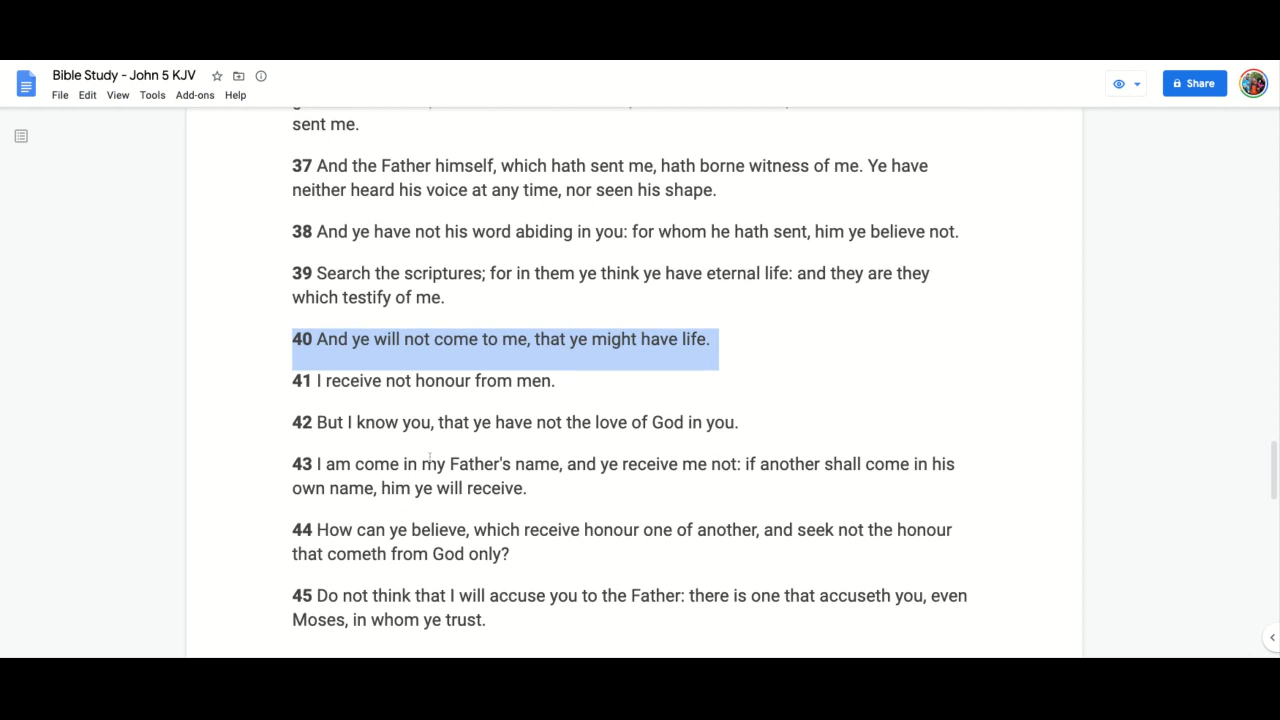 Bible Study - John 5 KJV
File Edit View Tools Add-ons Help
Share
sent me.
37 And the Father himself, which hath sent me, hath borne witness of me. Ye have
neither heard his voice at any time, nor seen his shape.
38 And ye have not his word abiding in you: for whom he hath sent, him ye believe not.
39 Search the scriptures; for in them ye think ye have eternal life: and they are they
which testify of me.
40 And ye will not come to me, that ye might have life.
41 I receive not honour from men.
42 But I know you, that ye have not the love of God in you.
43 I am come in my Father's name, and ye receive me not: if another shall come in his
own name, him ye will receive.
44 How can ye believe, which receive honour one of another, and seek not the honour
that cometh from God only?
45 Do not think that I will accuse you to the Father: there is one that accuseth you, even
Moses, in whom ye trust.